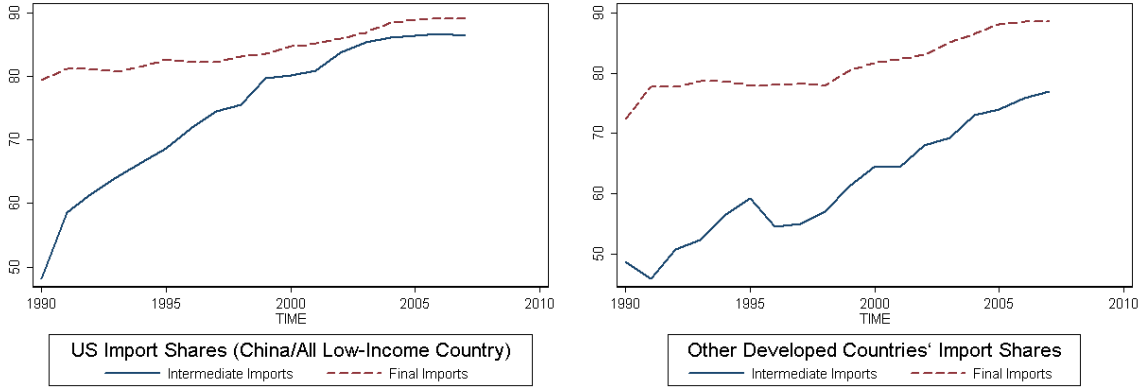 90
80
70
60
50
1990
1995
2000
2005
2010
TIME
US Import Shares (China/All Low-Income Country)
Intermediate Imports
Final Imports
90
80
70
60
50
1990
1995
2000
2005
2010
TIME
Other Developed Countries‘ Import Shares
Intermediate Imports
Final Imports